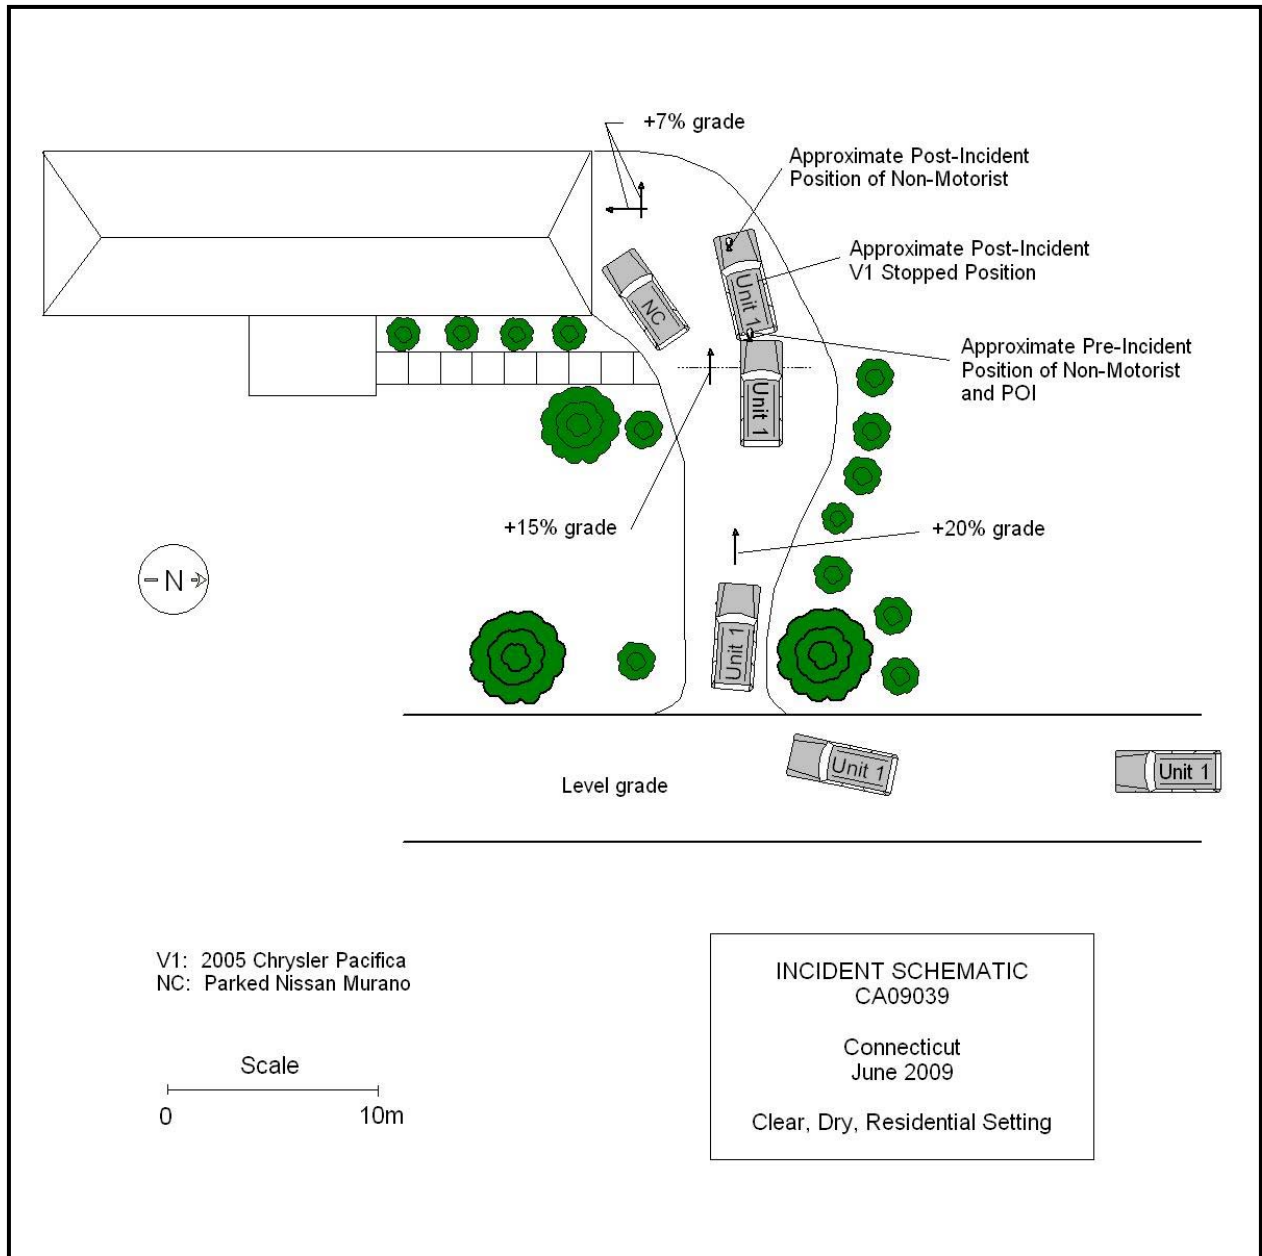 +7% grade
Approximate Post-Incident
Position of Non-Motorist
Approximate Post-Incident
V1 Stopped Position
Unit 1
NC
Approximate Pre-Incident
Position of Non-Motorist
and POI
Unit 1
+15% grade
+20% grade
N
Unit 1
Unit 1
Unit 1
Level grade
V1: 2005 Chrysler Pacifica
NC: Parked Nissan Murano
Scale
0 10m
INCIDENT SCHEMATIC
CA09039
Connecticut
June 2009
Clear, Dry, Residential Setting